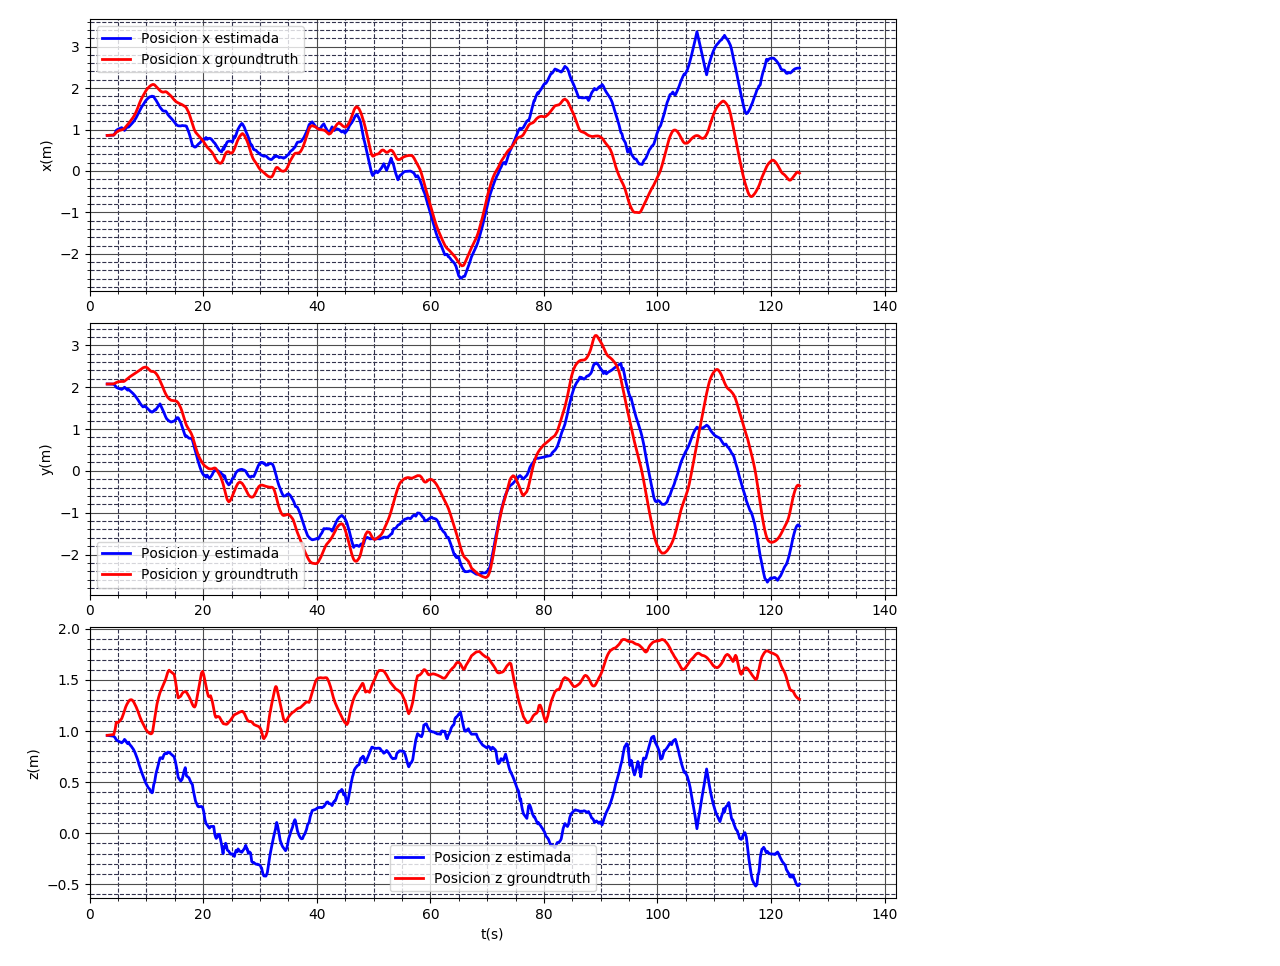 x(m)
3
2
1
0
−1
−2
Posicion x estimada
Posicion x groundtruth
0 20 40 60 80 100 120 140
y(m)
3
2
1
0
−1
−2
Posicion y estimada
Posicion y groundtruth
0 20 40 60 80 100 120 140
z(m)
2.0
1.5
1.0
0.5
0.0
−0.5
Posicion z estimada
Posicion z groundtruth
0 20 40 60 80 100 120 140
t(s)